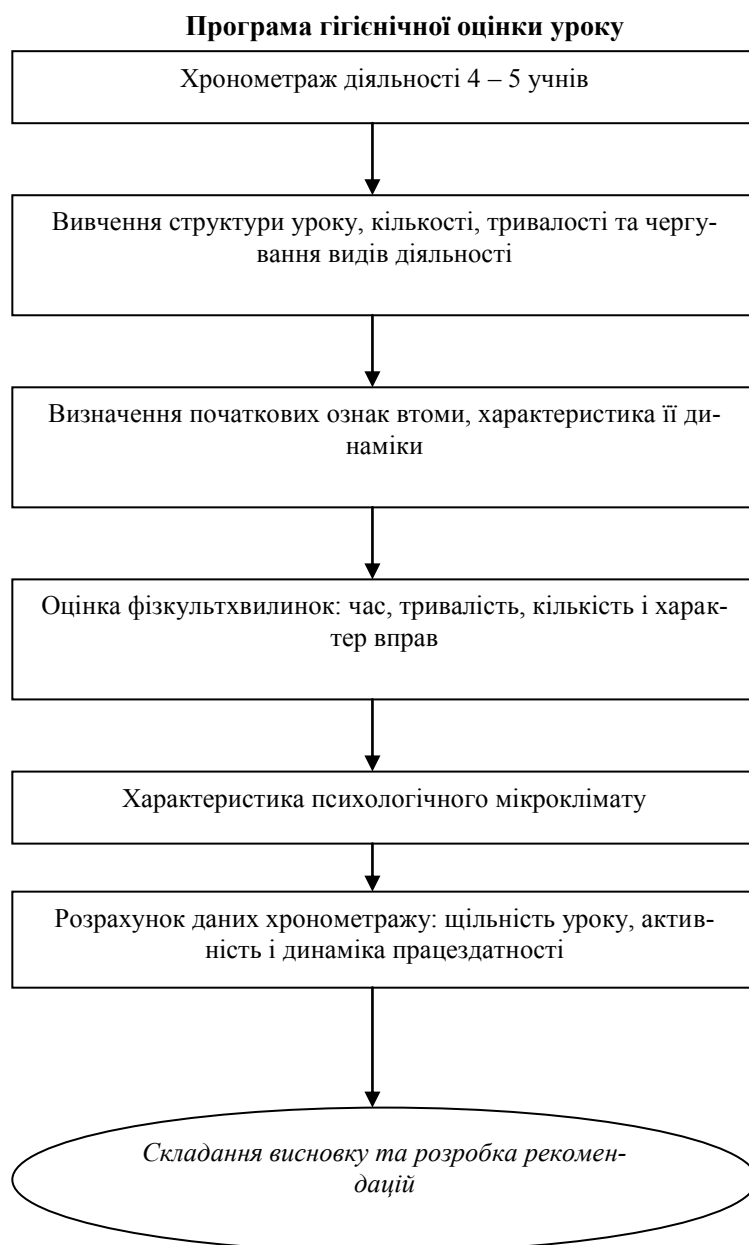 Програма гігієнічної оцінки уроку
Хронометраж діяльності 4 – 5 учнів
Вивчення структури уроку, кількості, тривалості та чергу-
вання видів діяльності
Визначення початкових ознак втоми, характеристика її ди-
наміки
Оцінка фізкультхвилинок: час, тривалість, кількість і харак-
тер вправ
Характеристика психологічного мікроклімату
Розрахунок даних хронометражу: щільність уроку, актив-
ність і динаміка працездатності
Складання висновку та розробка рекомен-
дацій